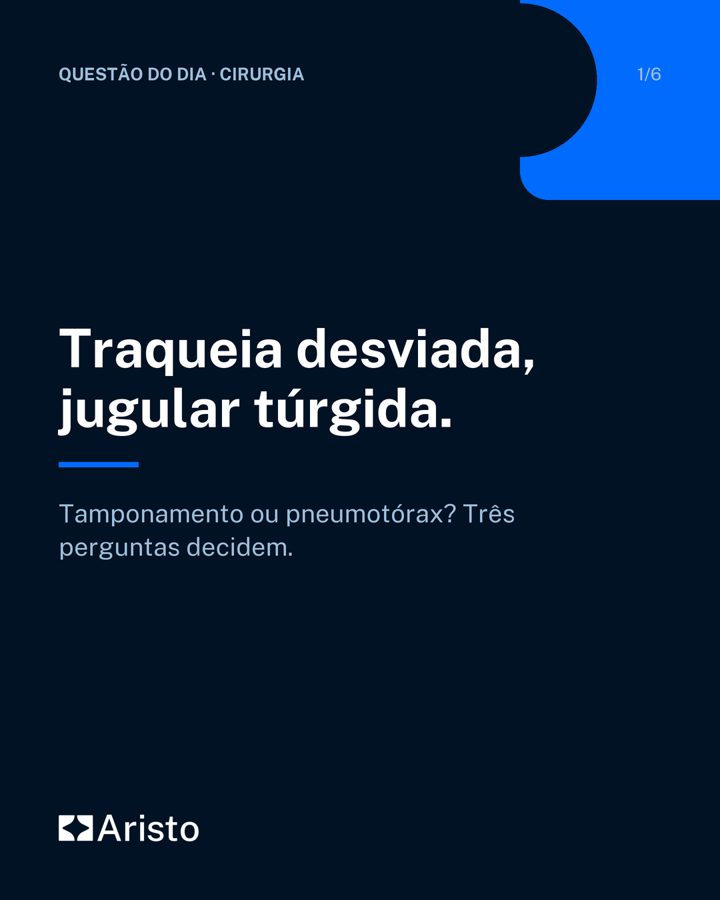 QUESTÃO DO DIA · CIRURGIA
1/6
Traqueia desviada,
jugular túrgida.
Tamponamento ou pneumotórax? Três
perguntas decidem.
Aristo